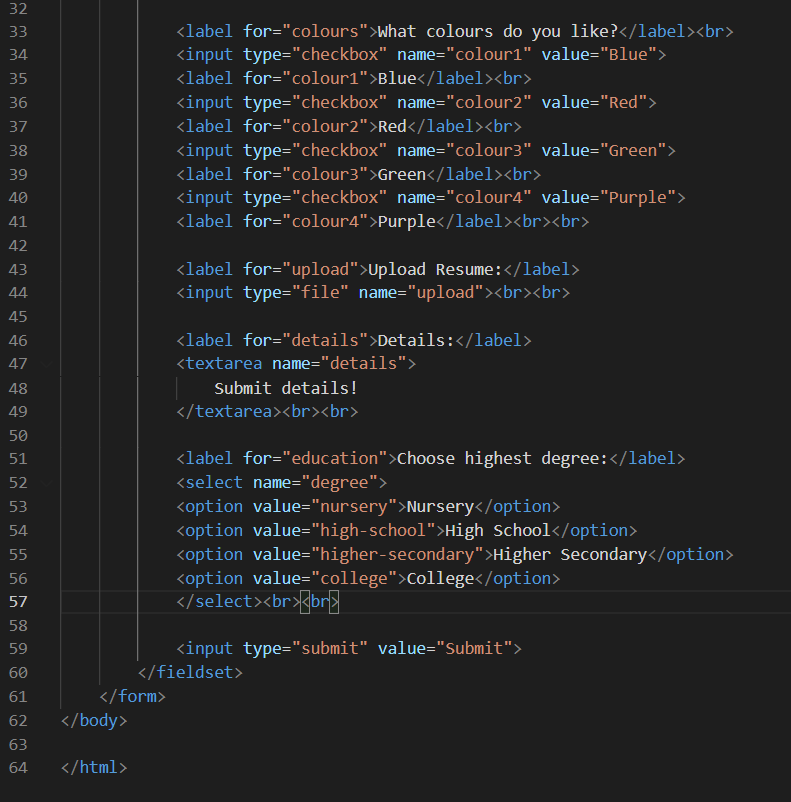 32
33 <label for="colours">What colours do you like?</label><br>
34 <input type="checkbox" name="colour1" value="Blue">
35 <label for="colour1">Blue</label><br>
36 <input type="checkbox" name="colour2" value="Red">
37 <label for="colour2">Red</label><br>
38 <input type="checkbox" name="colour3" value="Green">
39 <label for="colour3">Green</label><br>
40 <input type="checkbox" name="colour4" value="Purple">
41 <label for="colour4">Purple</label><br><br>
42
43 <label for="upload">Upload Resume:</label>
44 <input type="file" name="upload"><br><br>
45
46 <label for="details">Details:</label>
47 <textarea name="details">
48 Submit details!
49 </textarea><br><br>
50
51 <label for="education">Choose highest degree:</label>
52 <select name="degree">
53 <option value="nursery">Nursery</option>
54 <option value="high-school">High School</option>
55 <option value="higher-secondary">Higher Secondary</option>
56 <option value="college">College</option>
57 </select><br><br>
58
59 <input type="submit" value="Submit">
60 </fieldset>
61 </form>
62 </body>
63
64 </html>